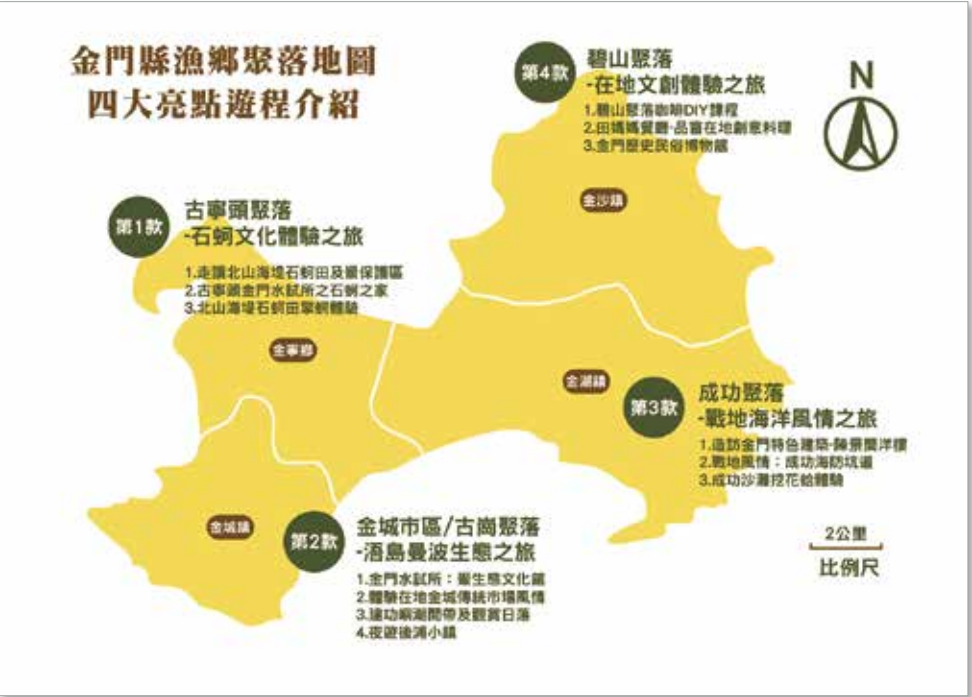 金門縣漁鄉聚落地圖
四大亮點遊程介紹
第4款
碧山聚落
-在地文創體驗之旅
1.碧山聚落咖啡DIY課程
2.田媽媽餐廳-品嘗在地創意料理
3.金門歷史民俗博物館
N
金沙鎮
第1款
古寧頭聚落
-石蚵文化體驗之旅
1.走讀北山海堤石蚵田及鱟保護區
2.古寧頭金門水試所之石蚵之家
3.北山海堤石蚵田擎蚵體驗
金寧鄉
金湖鎮
第3款
成功聚落
-戰地海洋風情之旅
1.造訪金門特色建築-陳景蘭洋樓
2.戰地風情：成功海防坑道
3.成功沙灘挖花蛤體驗
金城鎮
第2款
金城市區/古崗聚落
-浯島曼波生態之旅
1.金門水試所：鱟生態文化館
2.體驗在地金城傳統市場風情
3.建功嶼潮間帶及觀賞日落
4.夜遊後浦小鎮
2公里
比例尺